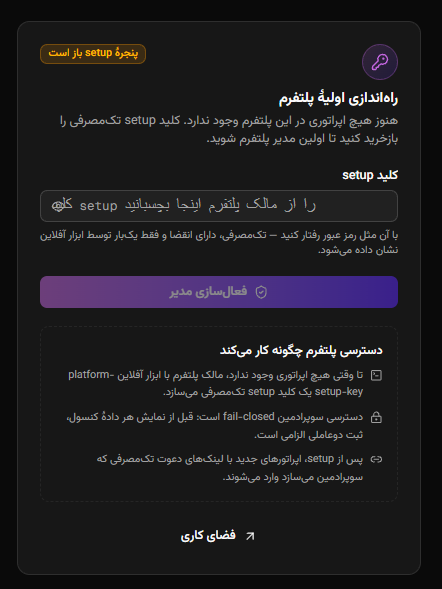 پنجرهٔ setup باز است
راه‌اندازی اولیهٔ پلتفرم
هنوز هیچ اپراتوری در این پلتفرم وجود ندارد. کلید setup تک‌مصرفی را
بازخرید کنید تا اولین مدیر پلتفرم شوید.
کلید setup
کلید setup را از مالک پلتفرم اینجا بچسبانید
با آن مثل رمز عبور رفتار کنید — تک‌مصرفی، دارای انقضا و فقط یک‌بار توسط ابزار آفلاین
نشان داده می‌شود.
فعال‌سازی مدیر
دسترسی پلتفرم چگونه کار می‌کند
تا وقتی هیچ اپراتوری وجود ندارد، مالک پلتفرم با ابزار آفلاین platform-
setup-key یک کلید setup تک‌مصرفی می‌سازد.
دسترسی سوپرادمین fail-closed است: قبل از نمایش هر دادهٔ کنسول،
ثبت دوعاملی الزامی است.
پس از setup، اپراتورهای جدید با لینک‌های دعوت تک‌مصرفی که
سوپرادمین می‌سازد وارد می‌شوند.
فضای کاری